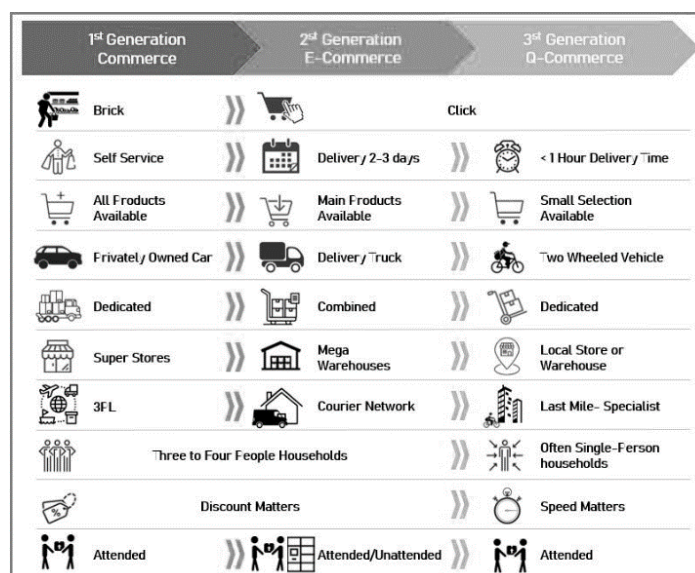 1st Generation
Commerce
2st Generation
E-Commerce
3st Generation
Q-Commerce
Brick
Click
Self Service
Delivery 2-3 days
< 1 Hour Delivery Time
All Products
Available
Main Products
Available
Small Selection
Available
Privately Owned Car
Delivery Truck
Two Wheeled Vehicle
Dedicated
Combined
Dedicated
Super Stores
Mega
Warehouses
Local Store or
Warehouse
3FL
Courier Network
Last Mile- Specialist
Three to Four Feople Households
Often Single-Ferson
households
Discount Matters
Speed Matters
Attended
Attended/Unattended
Attended